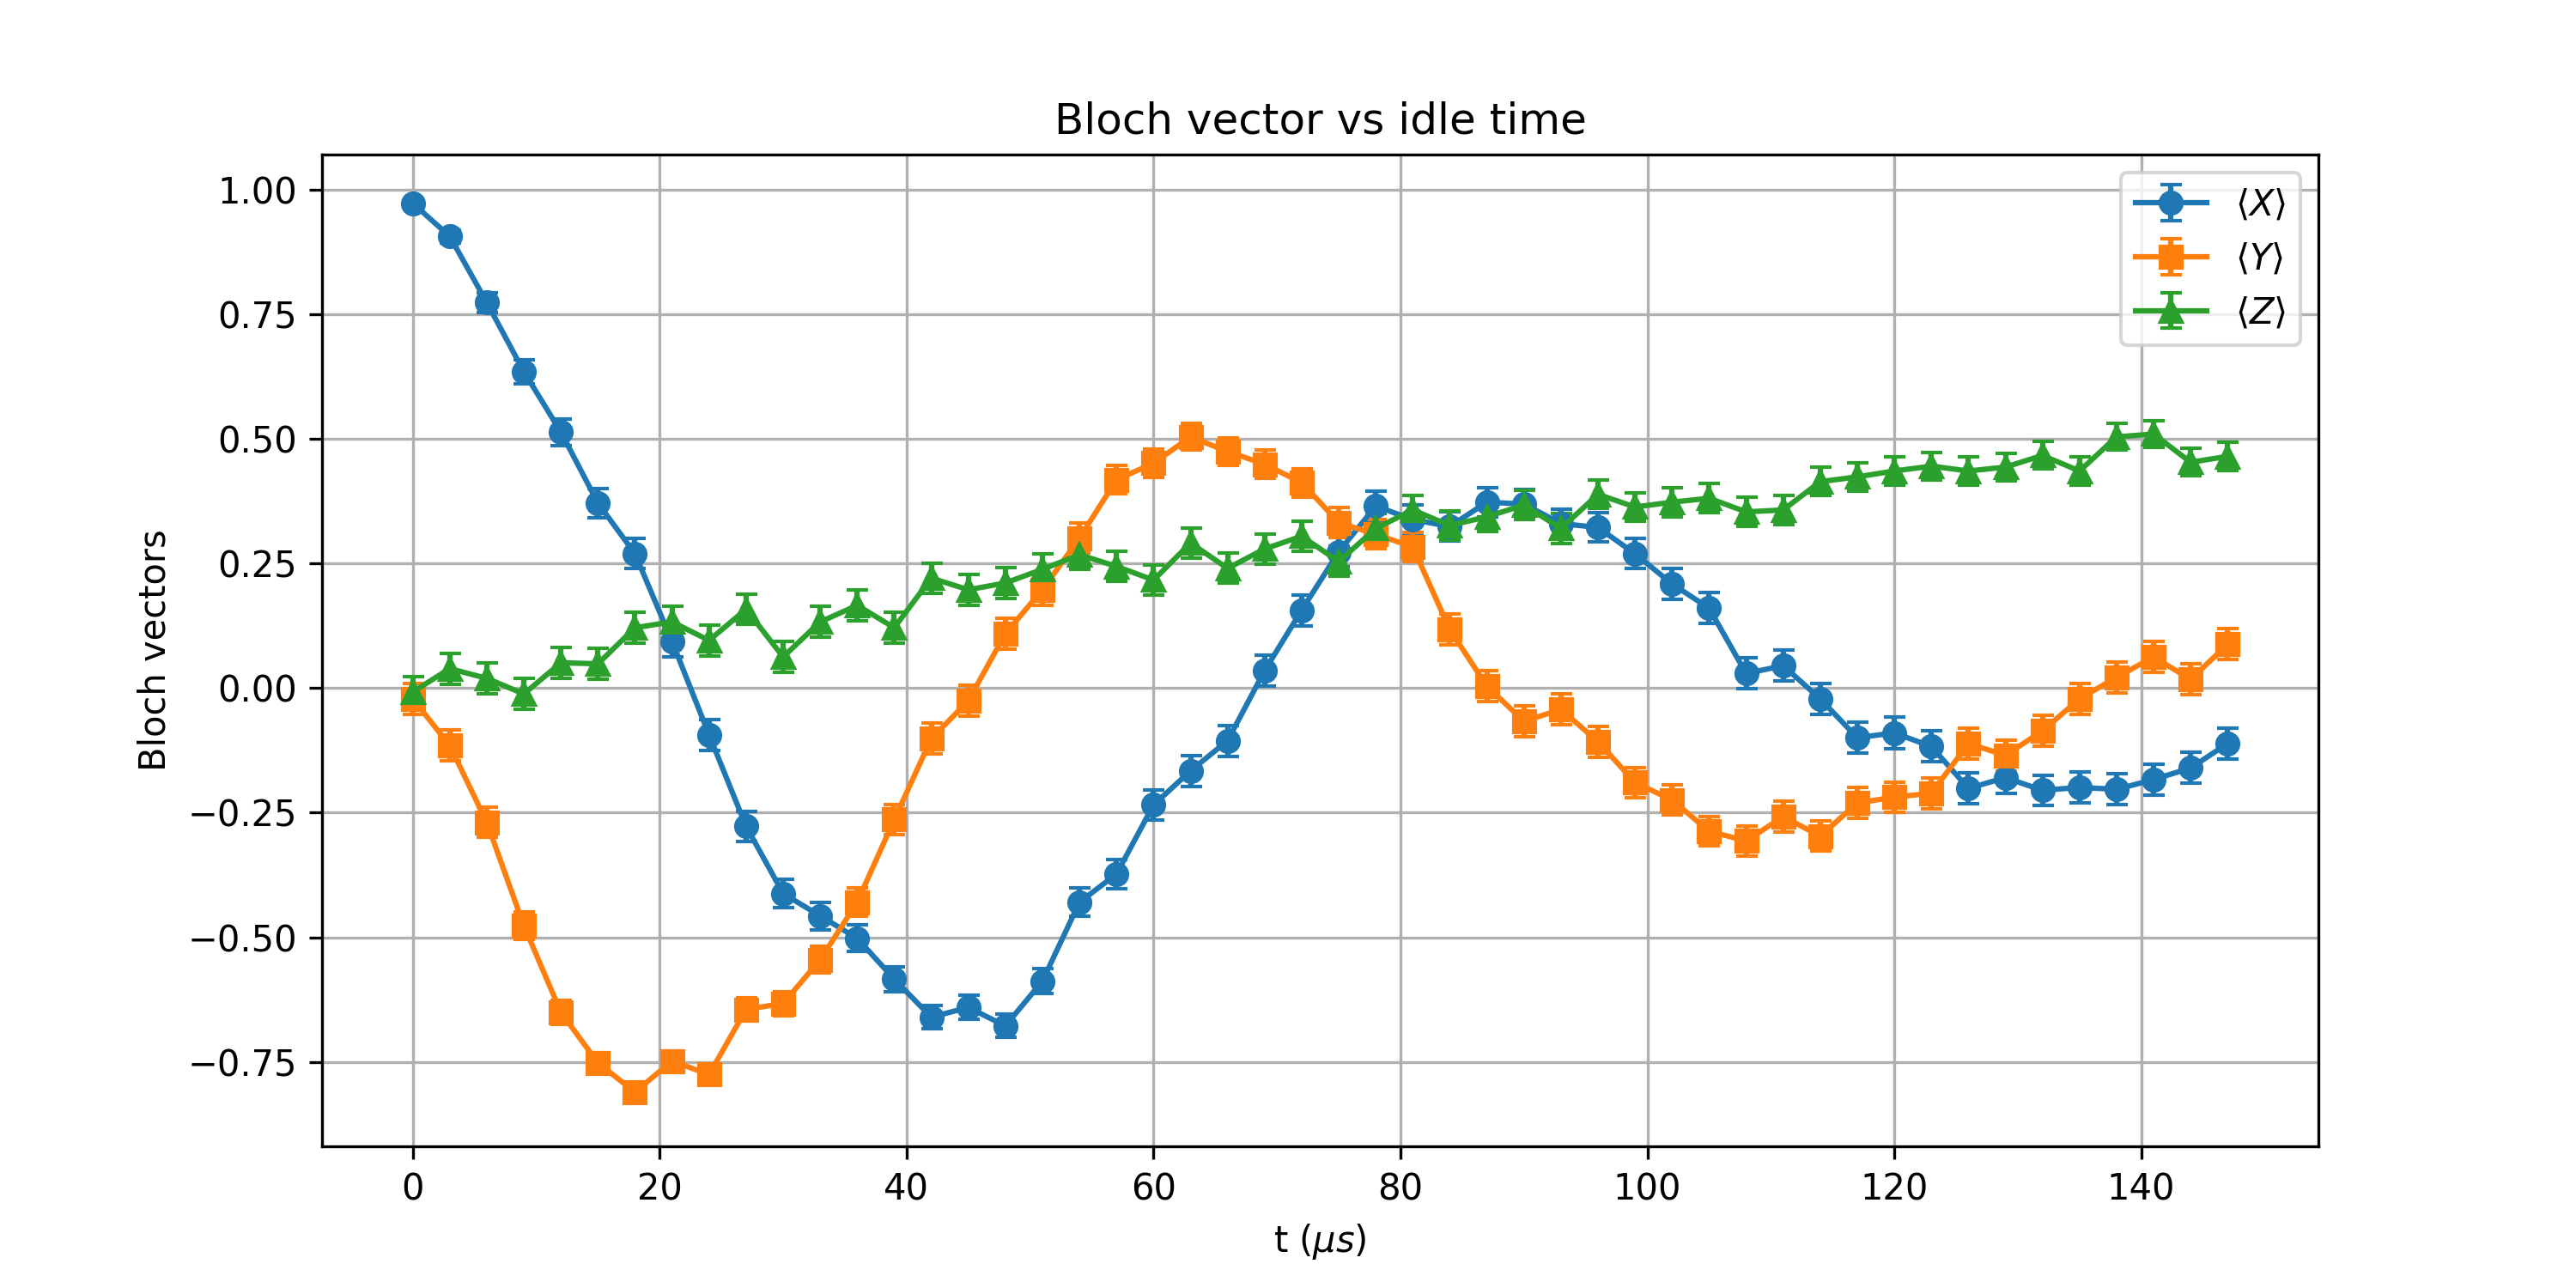 Bloch vector vs idle time
Bloch vectors
1.00
0.75
0.50
0.25
0.00
−0.25
−0.50
−0.75
⟨X⟩
⟨Y⟩
⟨Z⟩
0 20 40 60 80 100 120 140
t (μs)